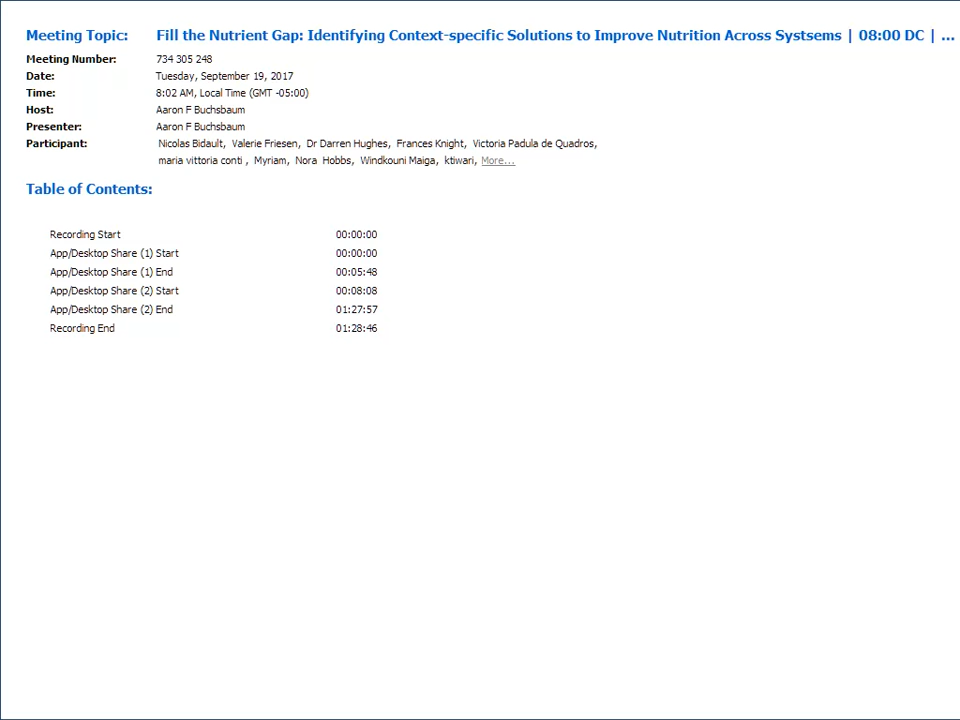 Meeting Topic: Fill the Nutrient Gap: Identifying Context-specific Solutions to Improve Nutrition Across Systsems | 08:00 DC | ...
Meeting Number: 734 305 248
Date: Tuesday, September 19, 2017
Time: 8:02 AM, Local Time (GMT -05:00)
Host: Aaron F Buchsbaum
Presenter: Aaron F Buchsbaum
Participant: Nicolas Bidault, Valerie Friesen, Dr Darren Hughes, Frances Knight, Victoria Padula de Quadros,
maria vittoria conti , Myriam, Nora Hobbs, Windkouni Maiga, ktiwari, More...
Table of Contents:
Recording Start 00:00:00
App/Desktop Share (1) Start 00:00:00
App/Desktop Share (1) End 00:05:48
App/Desktop Share (2) Start 00:08:08
App/Desktop Share (2) End 01:27:57
Recording End 01:28:46